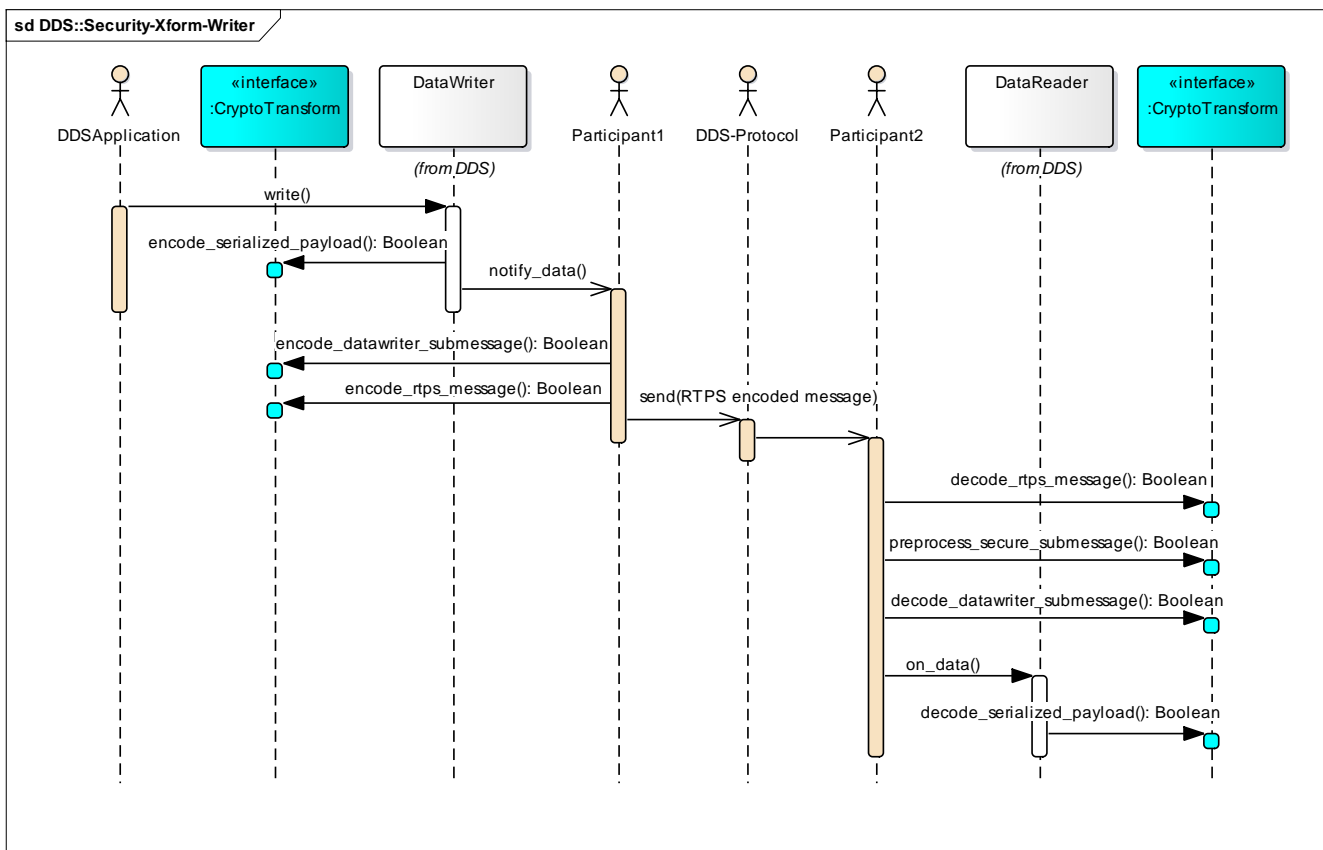 sd DDS::Security-Xform-Writer
DDSApplication
«interface»
:CryptoTransform
DataWriter
(from DDS)
Participant1
DDS-Protocol
Participant2
DataReader
(from DDS)
«interface»
:CryptoTransform
write()
encode_serialized_payload(): Boolean
notify_data()
encode_datawriter_submessage(): Boolean
encode_rtps_message(): Boolean
send(RTPS encoded message)
decode_rtps_message(): Boolean
preprocess_secure_submessage(): Boolean
decode_datawriter_submessage(): Boolean
on_data()
decode_serialized_payload(): Boolean